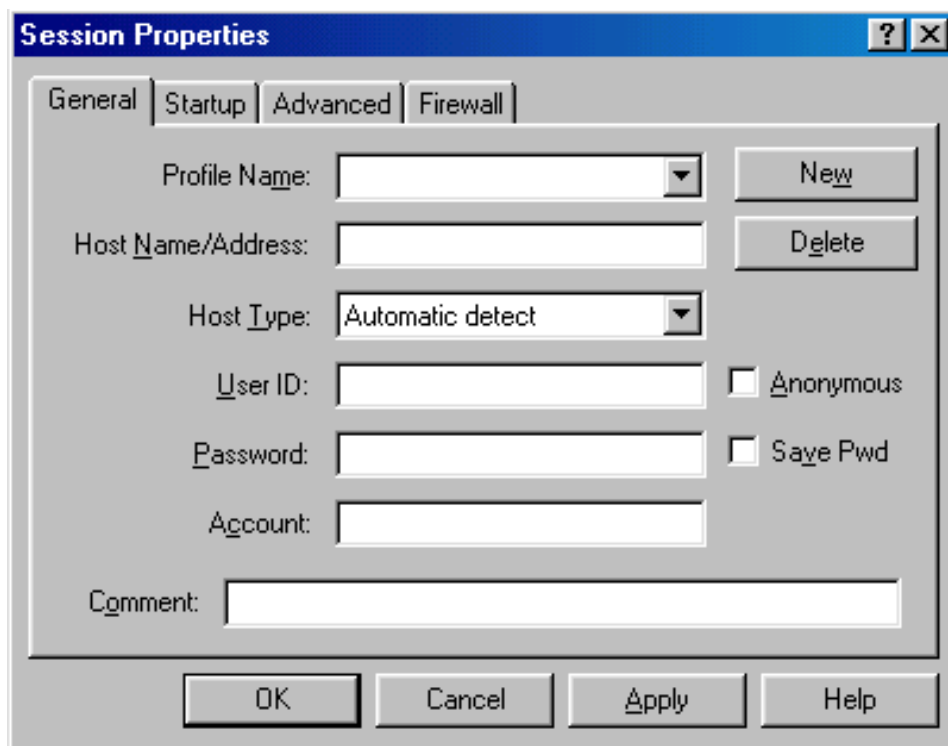 Session Properties
General Startup Advanced Firewall
Profile Name: New
Host Name/Address: Delete
Host Type: Automatic detect
User ID: Anonymous
Password: Save Pwd
Account:
Comment:
OK Cancel Apply Help